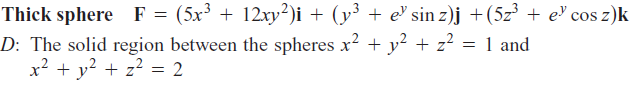 Thick sphere F = (5x³ + 12xy²)i + (y³ + eʸ sin z)j + (5z³ + eʸ cos z)k
D: The solid region between the spheres x² + y² + z² = 1 and
x² + y² + z² = 2